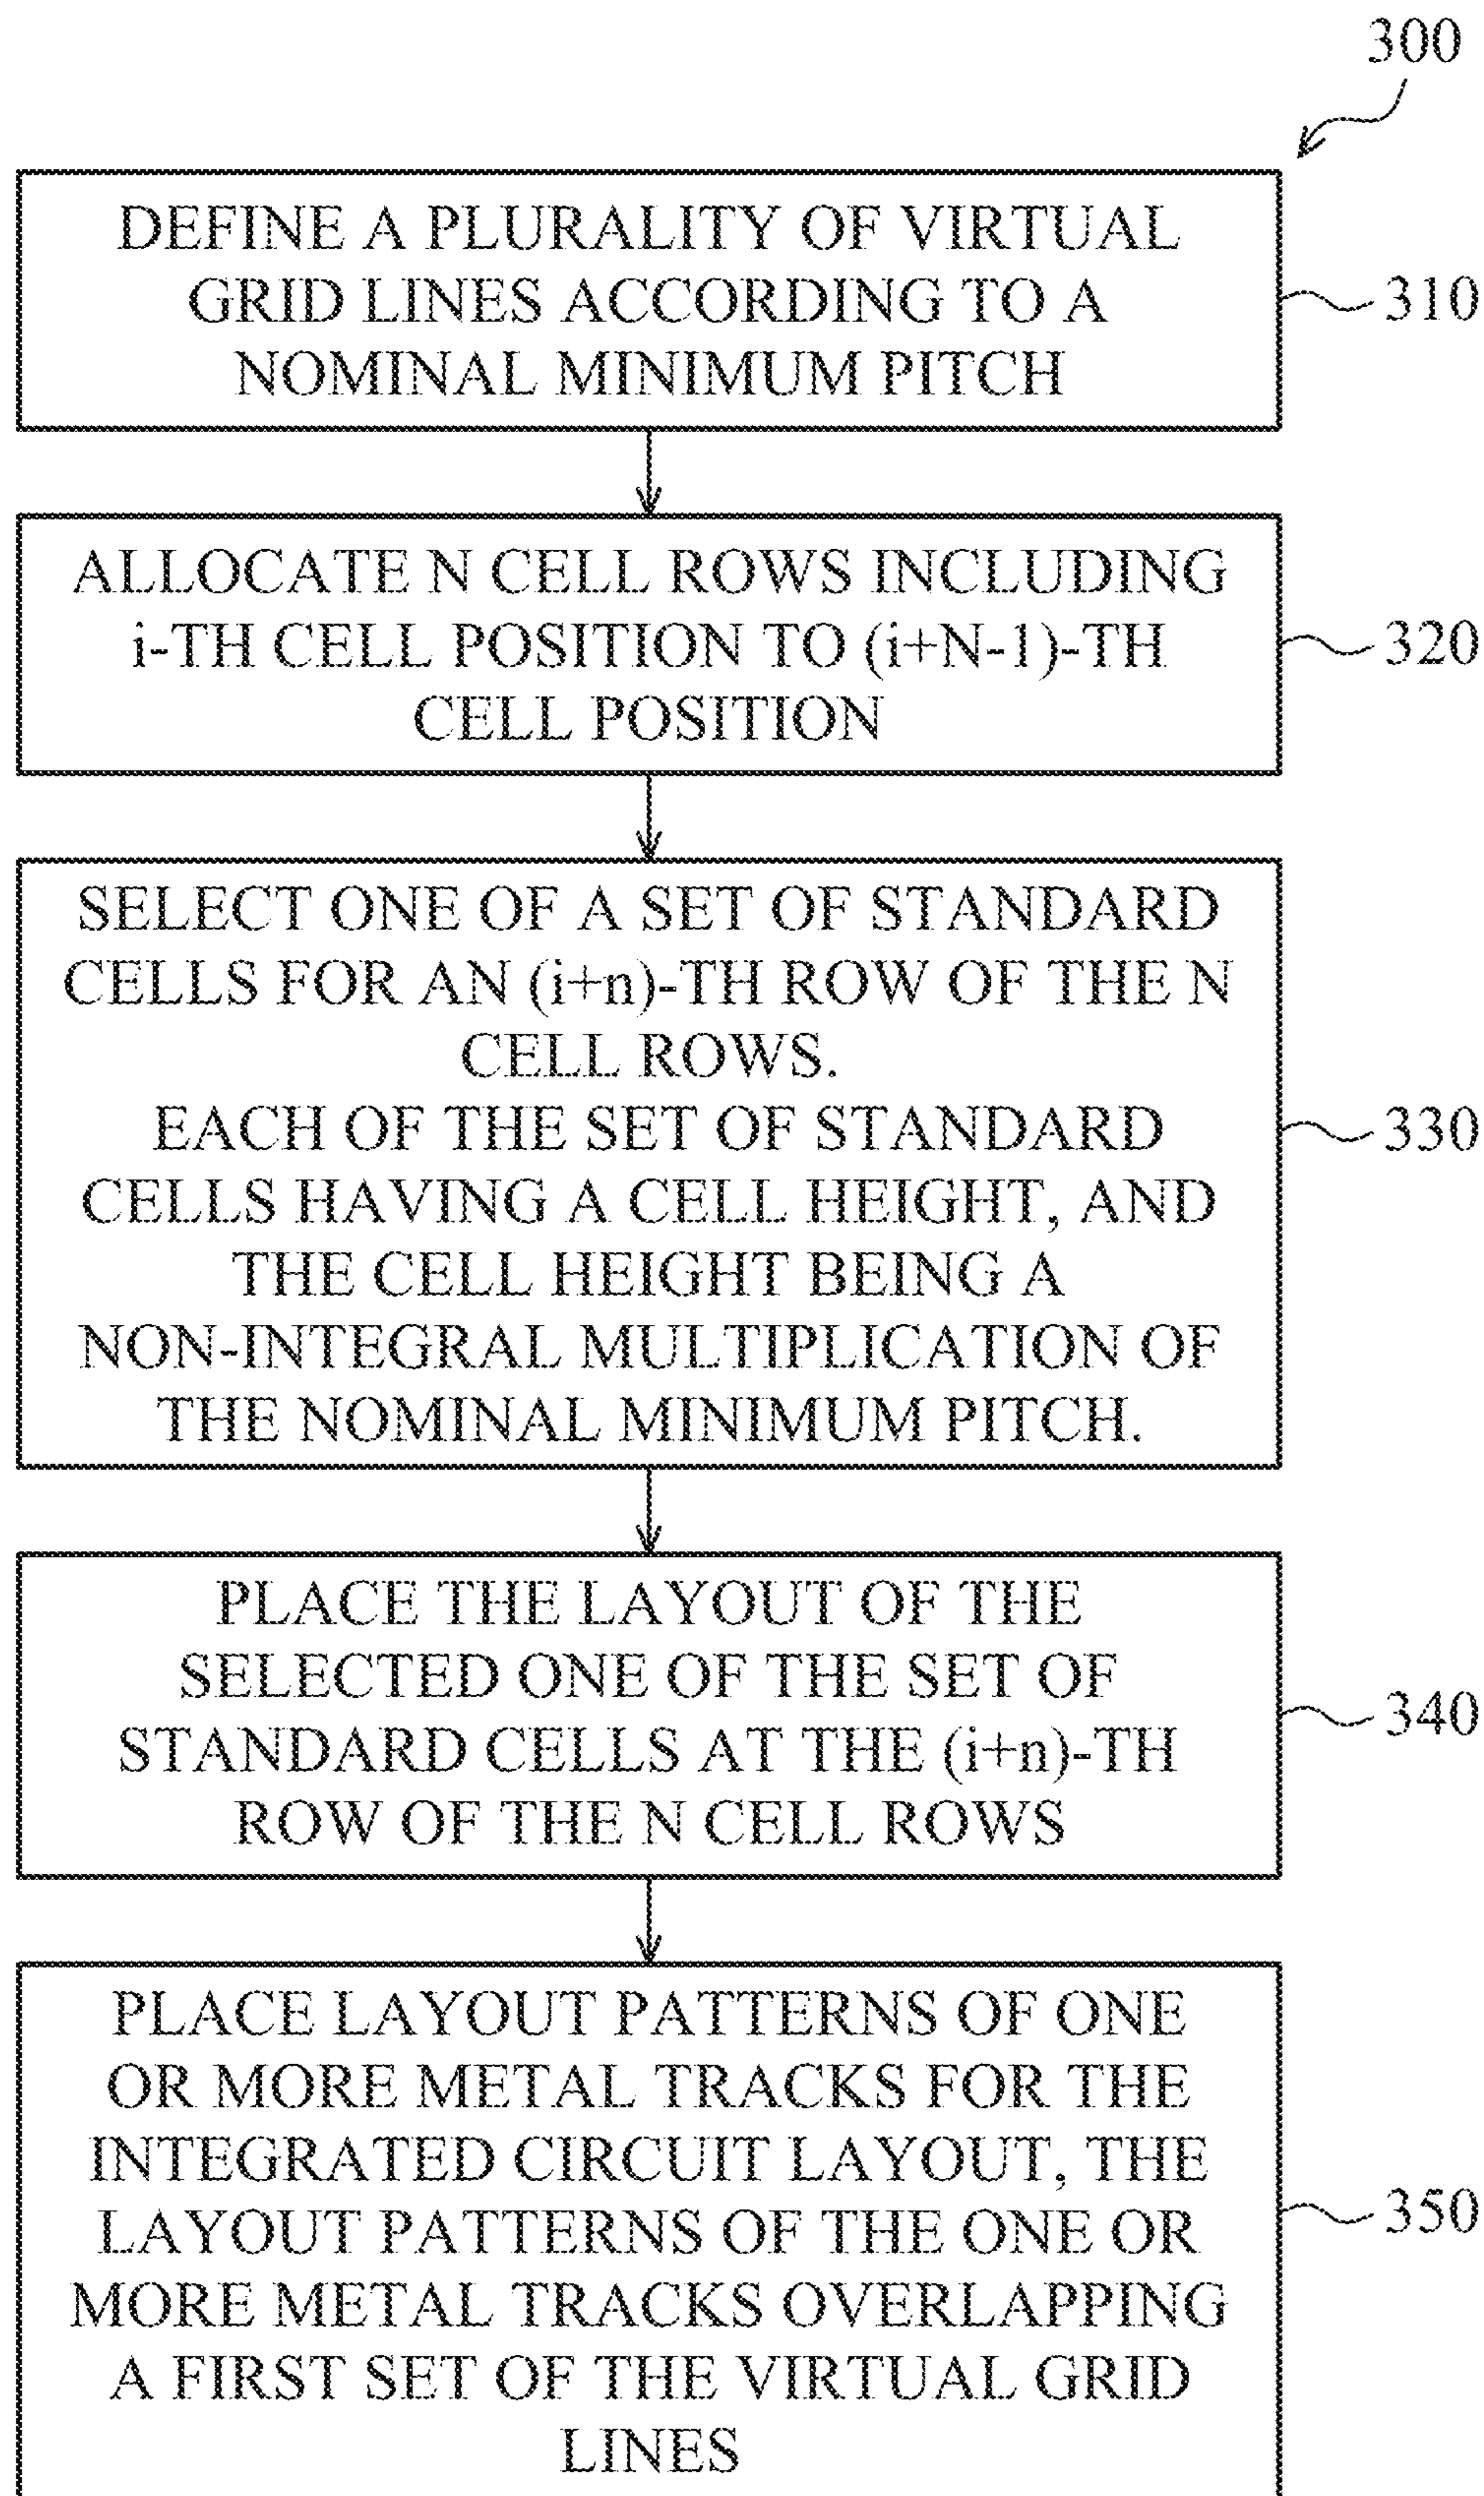 300
DEFINE A PLURALITY OF VIRTUAL
GRID LINES ACCORDING TO A
NOMINAL MINIMUM PITCH
310
ALLOCATE N CELL ROWS INCLUDING
i-TH CELL POSITION TO (i+N-1)-TH
CELL POSITION
320
SELECT ONE OF A SET OF STANDARD
CELLS FOR AN (i+n)-TH ROW OF THE N
CELL ROWS.
EACH OF THE SET OF STANDARD
CELLS HAVING A CELL HEIGHT, AND
THE CELL HEIGHT BEING A
NON-INTEGRAL MULTIPLICATION OF
THE NOMINAL MINIMUM PITCH.
330
PLACE THE LAYOUT OF THE
SELECTED ONE OF THE SET OF
STANDARD CELLS AT THE (i+n)-TH
ROW OF THE N CELL ROWS
340
PLACE LAYOUT PATTERNS OF ONE
OR MORE METAL TRACKS FOR THE
INTEGRATED CIRCUIT LAYOUT, THE
LAYOUT PATTERNS OF THE ONE OR
MORE METAL TRACKS OVERLAPPING
A FIRST SET OF THE VIRTUAL GRID
LINES
350